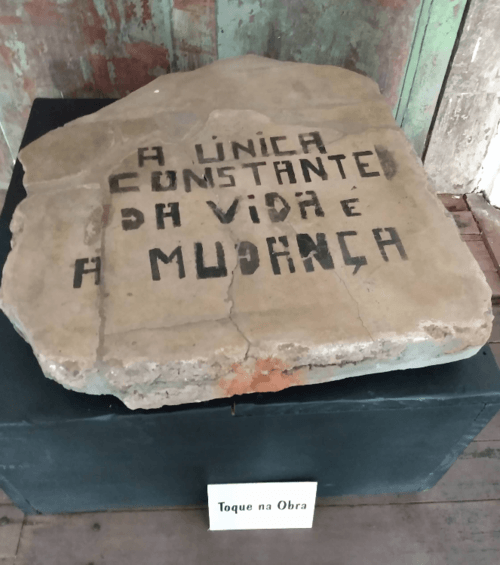 A ÚNICA
CONSTANTE
DA VIDA É
A MUDANÇA
Toque na Obra